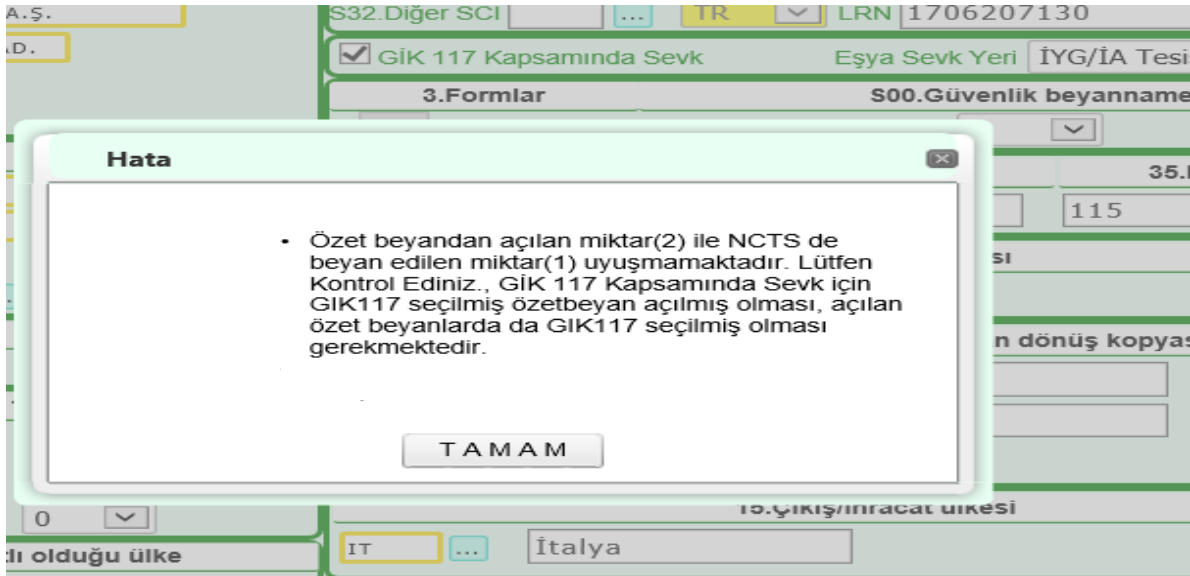 A.Ş.
S32.Diğer SCI ... TR LRN 1706207130
AD.
GİK 117 Kapsamında Sevk Eşya Sevk Yeri İYG/İA Tesi
3.Formlar S00.Güvenlik beyanname
Hata
35.
115
Özet beyandan açılan miktar(2) ile NCTS de
beyan edilen miktar(1) uyuşmamaktadır. Lütfen
Kontrol Ediniz., GİK 117 Kapsamında Sevk için
GIK117 seçilmiş özetbeyan açılmış olması, açılan
özet beyanlarda da GIK117 seçilmiş olması
gerekmektedir.
sı
n dönüş kopyas
TAMAM
0
15.Çıkış/İhracat ülkesi
lı olduğu ülke
IT ... İtalya